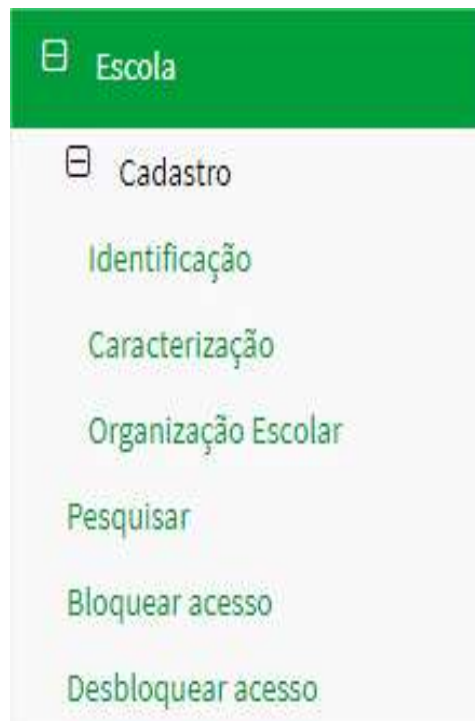 Escola
Cadastro
Identificação
Caracterização
Organização Escolar
Pesquisar
Bloquear acesso
Desbloquear acesso